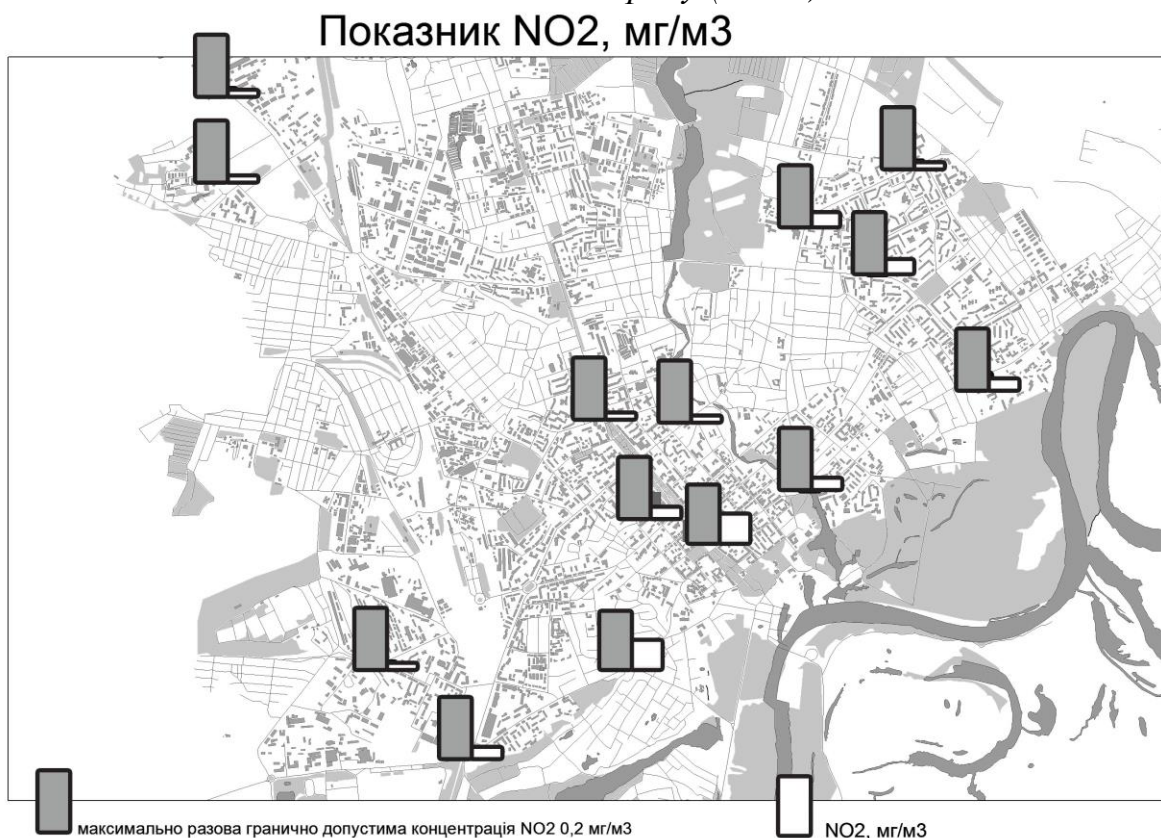 Показник NO2, мг/м3
максимально разова гранично допустима концентрація NO2 0,2 мг/м3
NO2, мг/м3